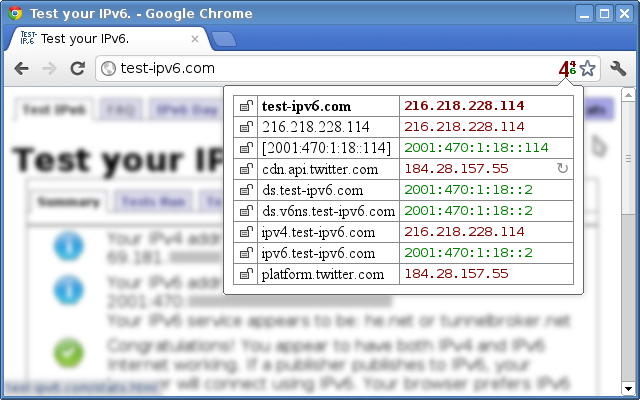 Test your IPv6. - Google Chrome
TEST-
IP.6
Test your IPv6.
test-ipv6.com
4 4 6
test-ipv6.com 216.218.228.114
216.218.228.114 216.218.228.114
[2001:470:1:18::114] 2001:470:1:18::114
cdn.api.twitter.com 184.28.157.55
ds.test-ipv6.com 2001:470:1:18::2
ds.v6ns.test-ipv6.com 2001:470:1:18::2
ipv4.test-ipv6.com 216.218.228.114
ipv6.test-ipv6.com 2001:470:1:18::2
platform.twitter.com 184.28.157.55
Test IPv6 FAQ IPv6 Day
Test your IP
Summary Tests Run
Your IPv4 addr
69.181.
Your IPv6 addr
2001:470:
Your IPv6 service appears to be: he.net or tunnelbroker.net
Congratulations! You appear to have both IPv4 and IPv6
Internet working. If a publisher publishes to IPv6, your
will connect using IPv6. Your browser prefers IPv6